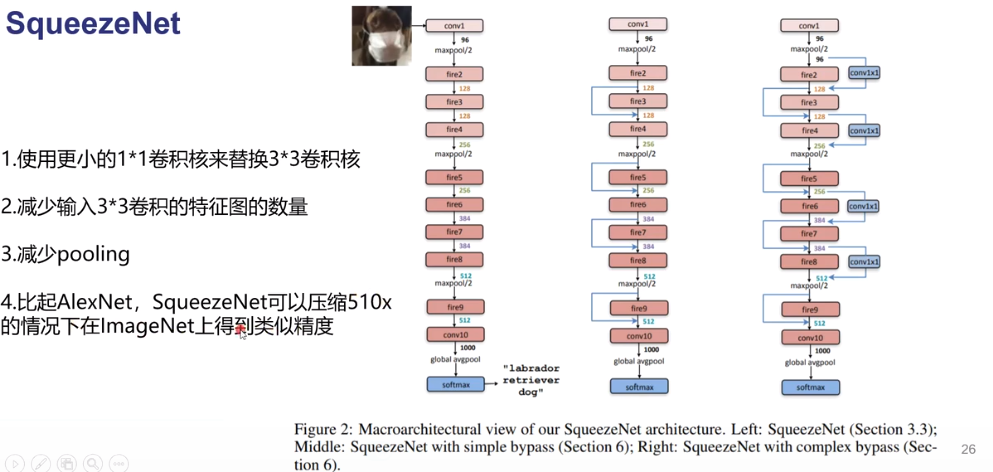 SqueezeNet
1.使用更小的1*1卷积核来替换3*3卷积核
2.减少输入3*3卷积的特征图的数量
3.减少pooling
4.比起AlexNet，SqueezeNet可以压缩510x
的情况下在ImageNet上得到类似精度
conv1
96
maxpool/2
fire2
128
fire3
128
fire4
256
maxpool/2
fire5
256
fire6
384
fire7
384
fire8
512
maxpool/2
fire9
512
conv10
1000
global avgpool
softmax
"labrador
retriever
dog"
conv1
96
maxpool/2
fire2
128
fire3
128
fire4
256
maxpool/2
fire5
256
fire6
384
fire7
384
fire8
512
maxpool/2
fire9
512
conv10
1000
global avgpool
softmax
conv1
96
maxpool/2
96
conv1x1
fire2
128
fire3
128
conv1x1
fire4
256
maxpool/2
fire5
256
conv1x1
fire6
384
fire7
384
conv1x1
fire8
512
maxpool/2
fire9
512
conv10
1000
global avgpool
softmax
Figure 2: Macroarchitectural view of our SqueezeNet architecture. Left: SqueezeNet (Section 3.3);
Middle: SqueezeNet with simple bypass (Section 6); Right: SqueezeNet with complex bypass (Sec-
tion 6).
26